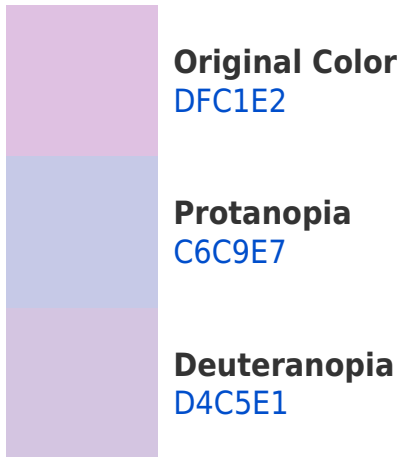 Original Color
DFC1E2
Protanopia
C6C9E7
Deuteranopia
D4C5E1